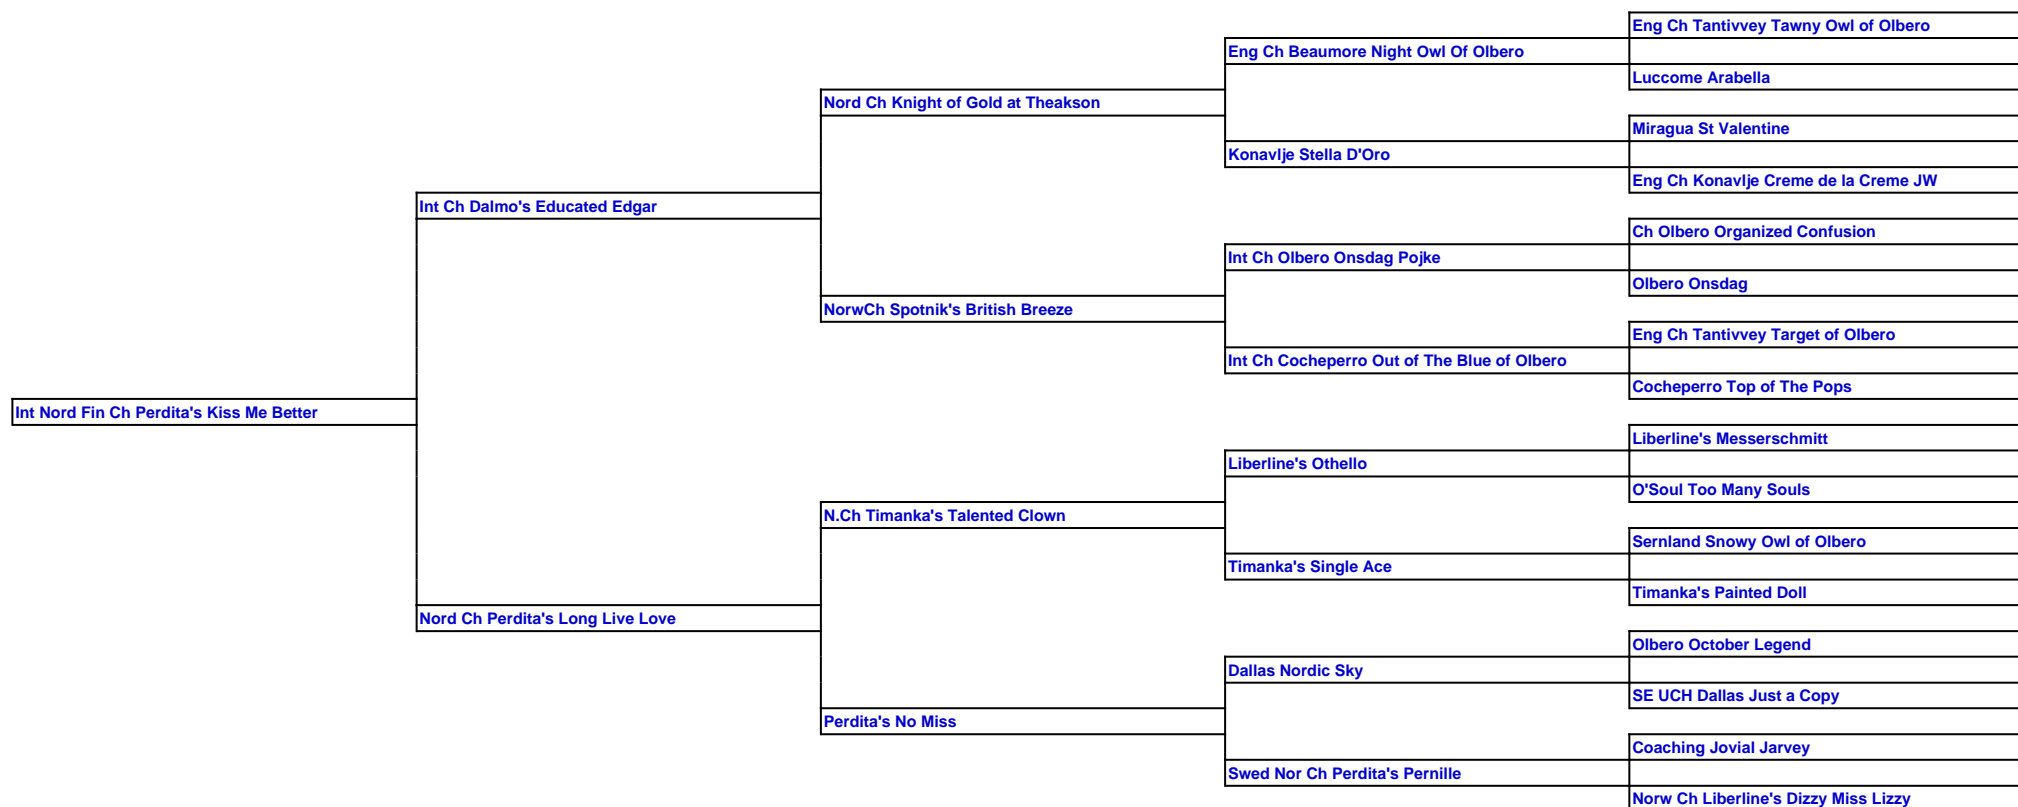 Eng Ch Tantivvey Tawny Owl of Olbero
Eng Ch Beaumore Night Owl Of Olbero
Luccome Arabella
Nord Ch Knight of Gold at Theakson
Miragua St Valentine
Konavlje Stella D'Oro
Eng Ch Konavlje Creme de la Creme JW
Int Ch Dalmo's Educated Edgar
Ch Olbero Organized Confusion
Int Ch Olbero Onsdag Pojke
Olbero Onsdag
NorwCh Spotnik's British Breeze
Eng Ch Tantivvey Target of Olbero
Int Ch Cocheperro Out of The Blue of Olbero
Cocheperro Top of The Pops
Int Nord Fin Ch Perdita's Kiss Me Better
Liberline's Messerschmitt
Liberline's Othello
O'Soul Too Many Souls
N.Ch Timanka's Talented Clown
Sernland Snowy Owl of Olbero
Timanka's Single Ace
Timanka's Painted Doll
Nord Ch Perdita's Long Live Love
Olbero October Legend
Dallas Nordic Sky
SE UCH Dallas Just a Copy
Perdita's No Miss
Coaching Jovial Jarvey
Swed Nor Ch Perdita's Pernille
Norw Ch Liberline's Dizzy Miss Lizzy